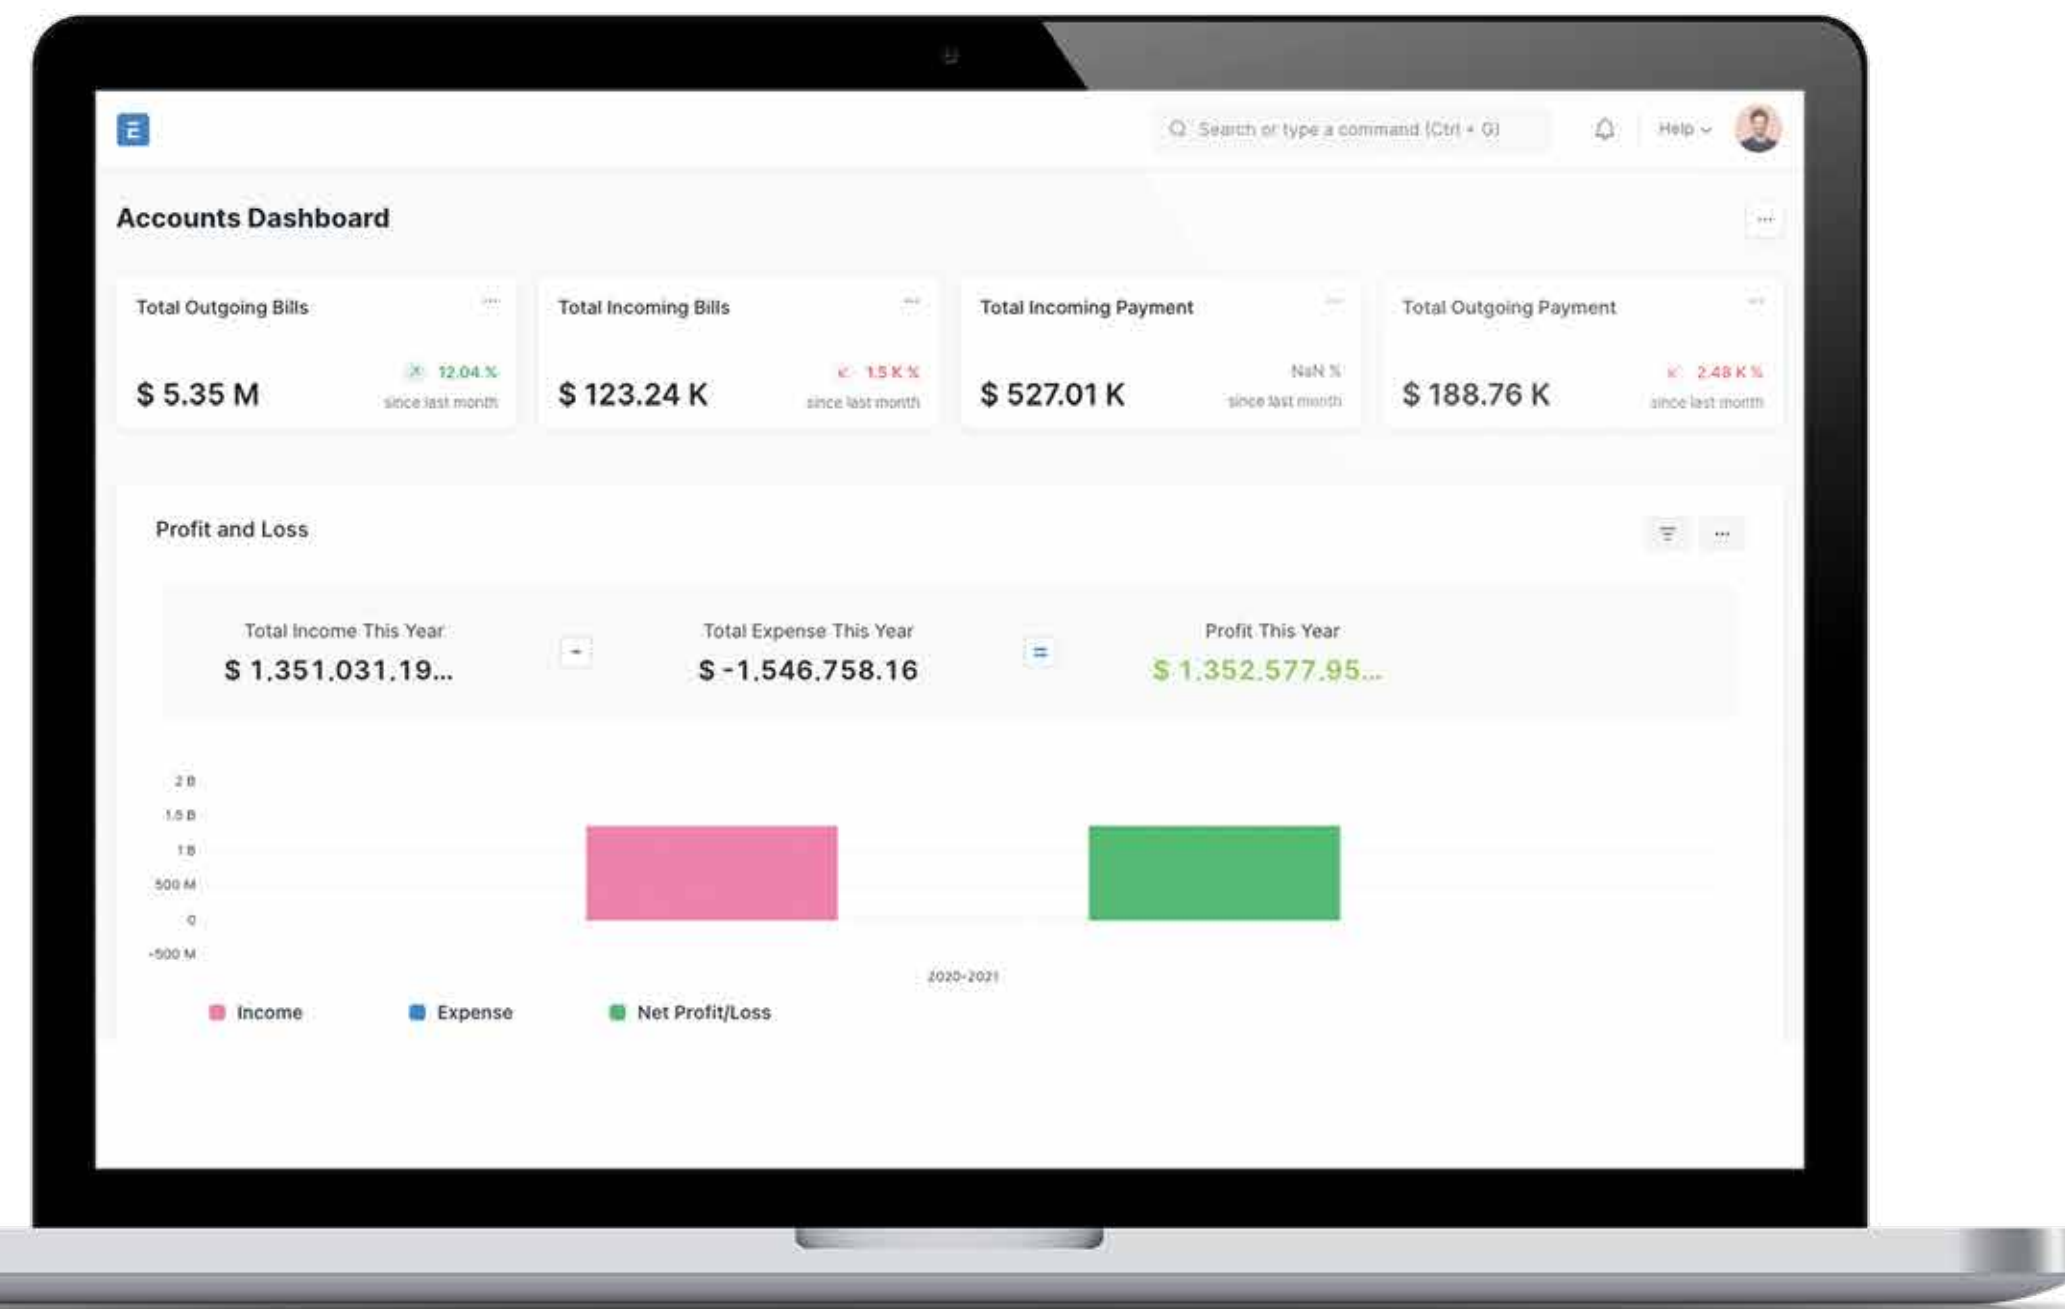 E
Search or type a command (Ctrl + G)
Help
Accounts Dashboard
...
Total Outgoing Bills
...
$ 5.35 M
12.04 %
since last month
Total Incoming Bills
...
$ 123.24 K
1.5 K %
since last month
Total Incoming Payment
...
$ 527.01 K
NaN %
since last month
Total Outgoing Payment
...
$ 188.76 K
2.48 K %
since last month
Profit and Loss
...
Total Income This Year
$ 1,351,031,19...
-
Total Expense This Year
$ -1,546,758.16
=
Profit This Year
$ 1,352,577,95...
2 B
1.5 B
1 B
500 M
0
-500 M
2020-2021
Income
Expense
Net Profit/Loss